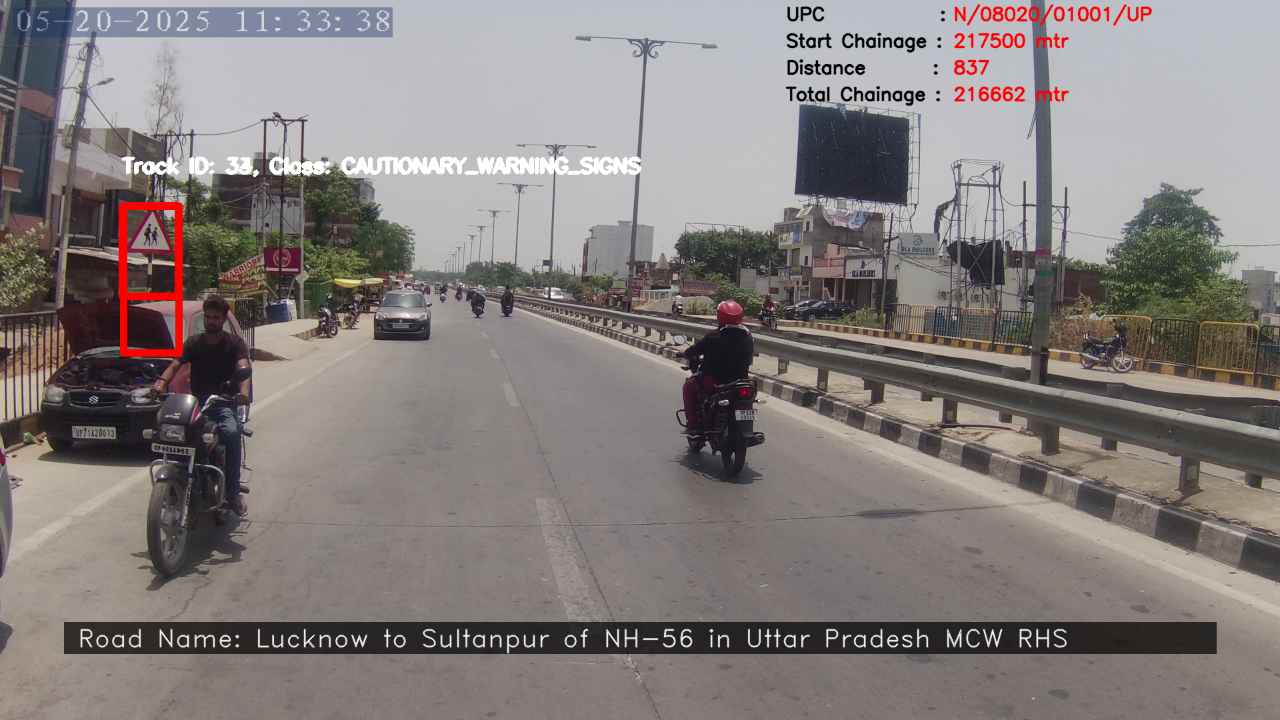 05-20-2025 11:33:38
UPC : N/08020/01001/UP
Start Chainage : 217500 mtr
Distance : 837
Total Chainage : 216662 mtr
Track ID: 33, Class: CAUTIONARY_WARNING_SIGNS
Road Name: Lucknow to Sultanpur of NH-56 in Uttar Pradesh MCW RHS